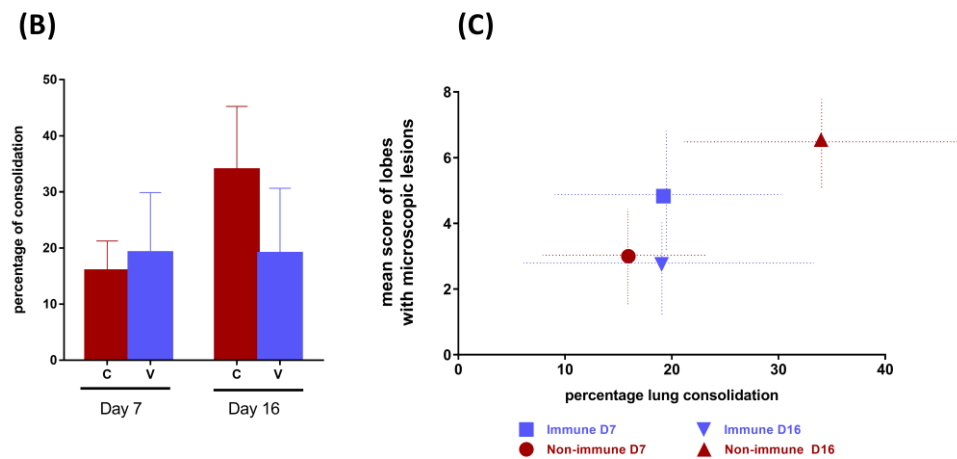 (B)
50
40
30
20
10
0
percentage of consolidation
C
V
C
V
Day 7
Day 16
(C)
8
6
4
2
0
mean score of lobes
with microscopic lesions
0
10
20
30
40
percentage lung consolidation
Immune D7
Immune D16
Non-immune D7
Non-immune D16